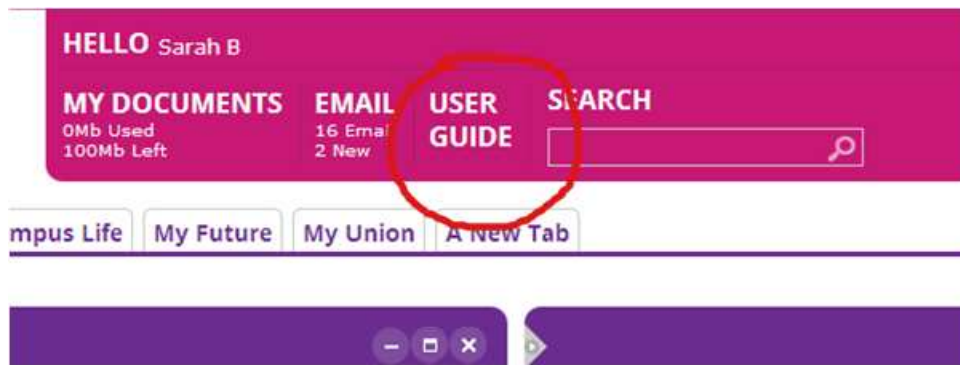 HELLO Sarah B
MY DOCUMENTS
0Mb Used
100Mb Left
EMAIL
16 Emai
2 New
USER
GUIDE
SEARCH
mpus Life
My Future
My Union
A New Tab